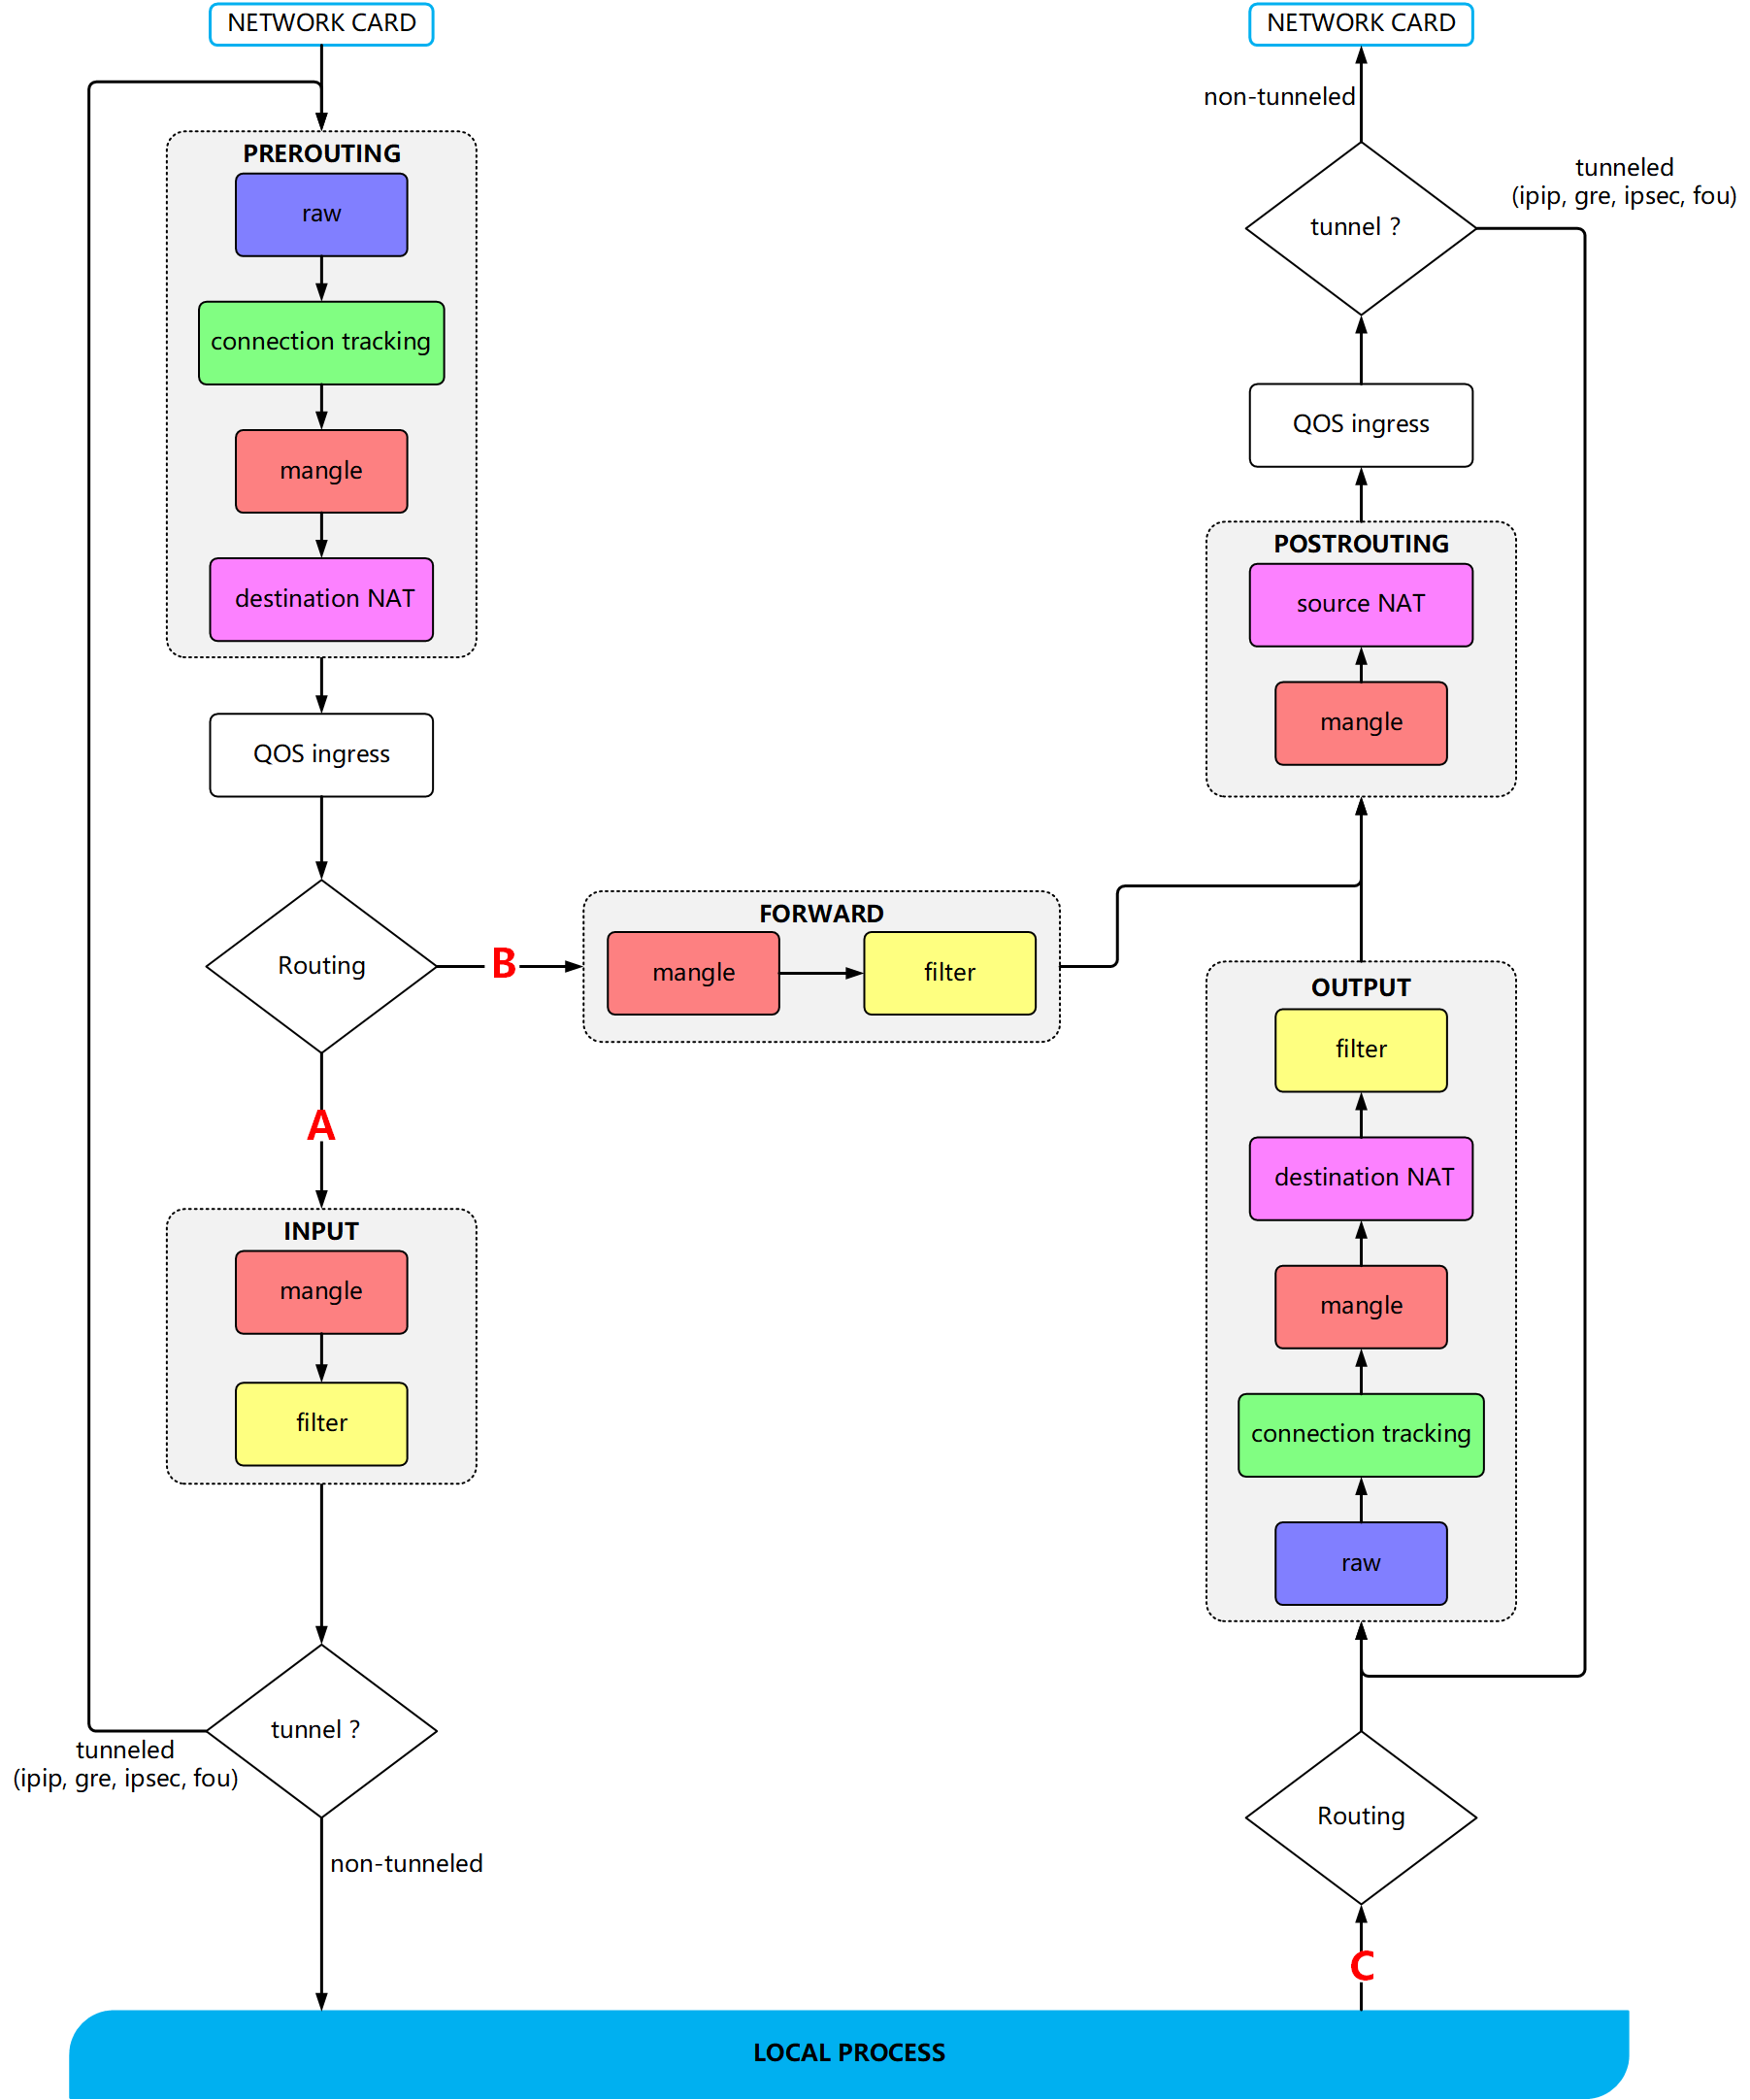 NETWORK CARD
PREROUTING
raw
connection tracking
mangle
destination NAT
QOS ingress
Routing
B
FORWARD
mangle
filter
A
INPUT
mangle
filter
tunnel ?
tunneled
(ipip, gre, ipsec, fou)
non-tunneled
NETWORK CARD
non-tunneled
tunneled
(ipip, gre, ipsec, fou)
tunnel ?
QOS ingress
POSTROUTING
source NAT
mangle
OUTPUT
filter
destination NAT
mangle
connection tracking
raw
Routing
C
LOCAL PROCESS